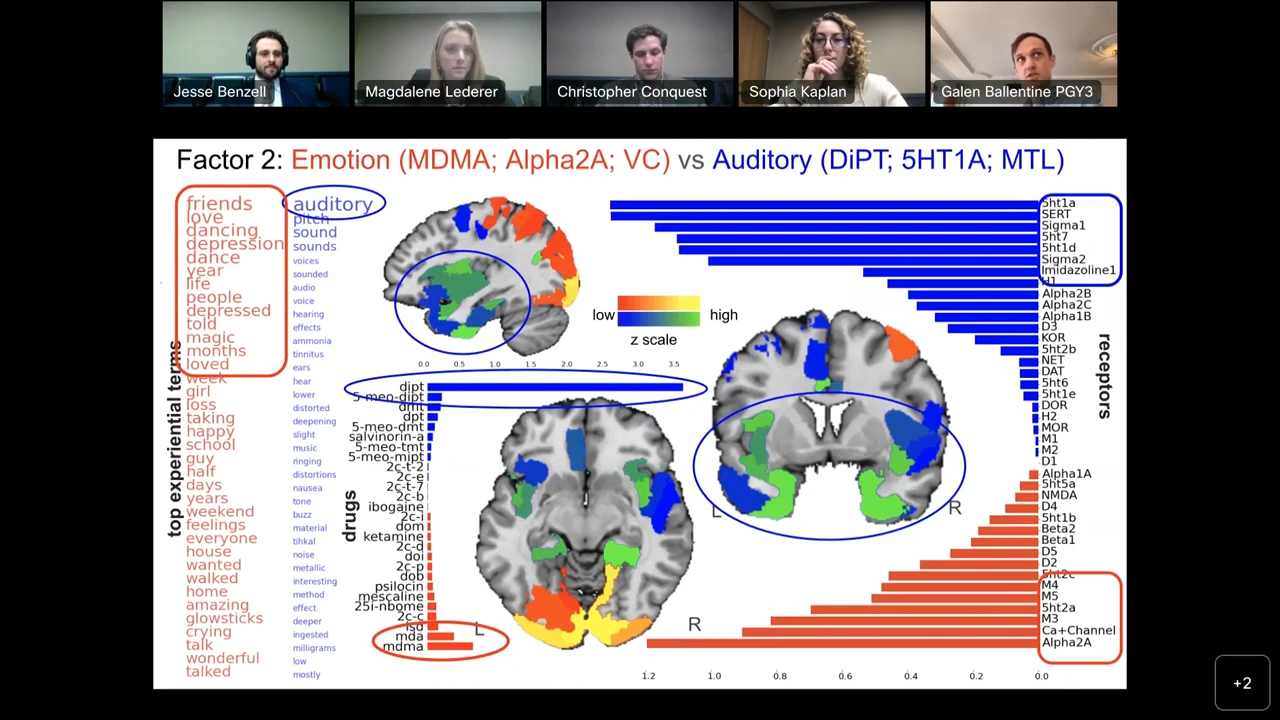 Jesse Benzell
Magdalene Lederer
Christopher Conquest
Sophia Kaplan
Galen Ballentine PGY3
Factor 2: Emotion (MDMA; Alpha2A; VC) vs Auditory (DiPT; 5HT1A; MTL)
top experiential terms
friends
love
dancing
depression
dance
year
life
people
depressed
told
magic
months
loved
week
girl
loss
taking
happy
school
guy
half
days
years
weekend
feelings
everyone
house
wanted
walked
home
amazing
glowsticks
crying
talk
wonderful
talked
auditory
pitch
sound
sounds
voices
sounded
audio
voice
hearing
effects
ammonia
tinnitus
ears
hear
lower
distorted
deepening
slight
music
ringing
distortions
nausea
tone
buzz
material
tihkal
noise
metallic
interesting
method
effect
deeper
ingested
milligrams
low
mostly
low high
z scale
0.0 0.5 1.0 1.5 2.0 2.5 3.0 3.5
drugs
dipt
5-meo-dipt
dmt
dpt
5-meo-dmt
salvinorin-a
5-meo-tmt
5-meo-mipt
2c-t-2
2c-e
2c-t-7
2c-b
ibogaine
2c-i
dom
ketamine
2c-d
doi
2c-p
dob
psilocin
mescaline
25i-nbome
2c-c
lsd
mda
mdma
L
R
L
R
receptors
5ht1a
SERT
Sigma1
5ht7
5ht1d
Sigma2
Imidazoline1
H1
Alpha2B
Alpha2C
Alpha1B
D3
KOR
5ht2b
NET
DAT
5ht6
5ht1e
DOR
H2
MOR
M1
M2
D1
Alpha1A
5ht5a
NMDA
D4
5ht1b
Beta2
Beta1
D5
D2
5ht2c
M4
M5
5ht2a
M3
Ca+Channel
Alpha2A
1.2 1.0 0.8 0.6 0.4 0.2 0.0
+2